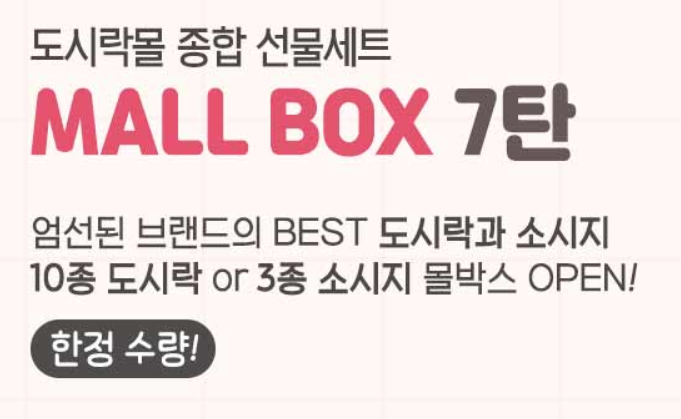 도시락몰 종합 선물세트
MALL BOX 7탄
엄선된 브랜드의 BEST 도시락과 소시지
10종 도시락 or 3종 소시지 몰박스 OPEN!
한정 수량!